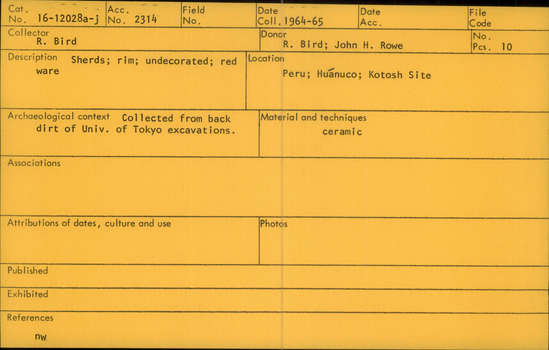 Cat. No. 16-12028a-j Acc. No. 2314 Field No. Date Coll. 1964-65 Date Acc. File Code
Collector R. Bird Donor R. Bird; John H. Rowe No. Pcs. 10
Description Sherds; rim; undecorated; red ware
Location Peru; Huánuco; Kotosh Site
Archaeological context Collected from back dirt of Univ. of Tokyo excavations.
Material and techniques ceramic
Associations
Attributions of dates, culture and use
Photos
Published
Exhibited
References
nw